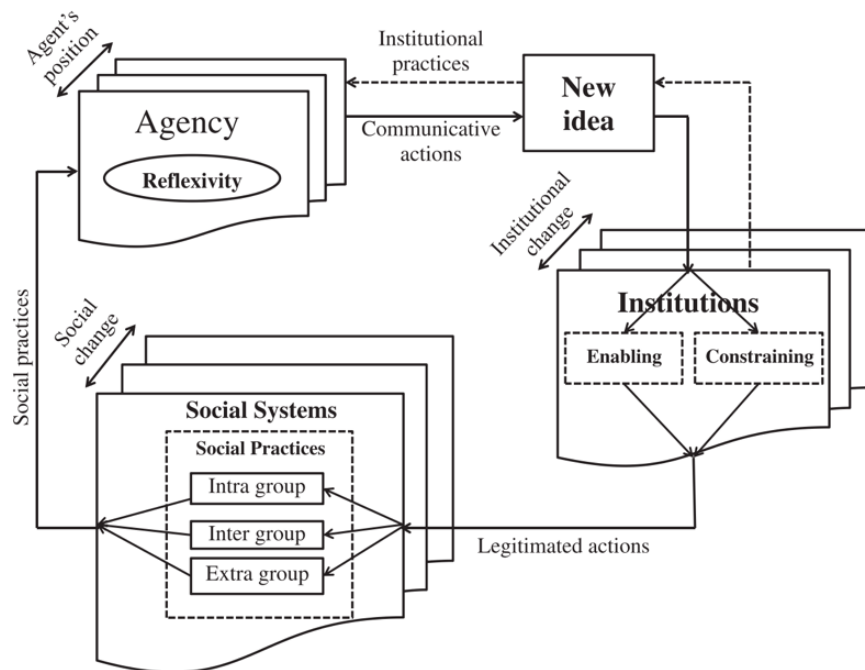 Agent's
position
Institutional
practices
New
idea
Agency
Communicative
actions
Reflexivity
Institutional
change
Social practices
Social
change
Institutions
Enabling
Constraining
Social Systems
Social Practices
Intra group
Inter group
Extra group
Legitimated actions